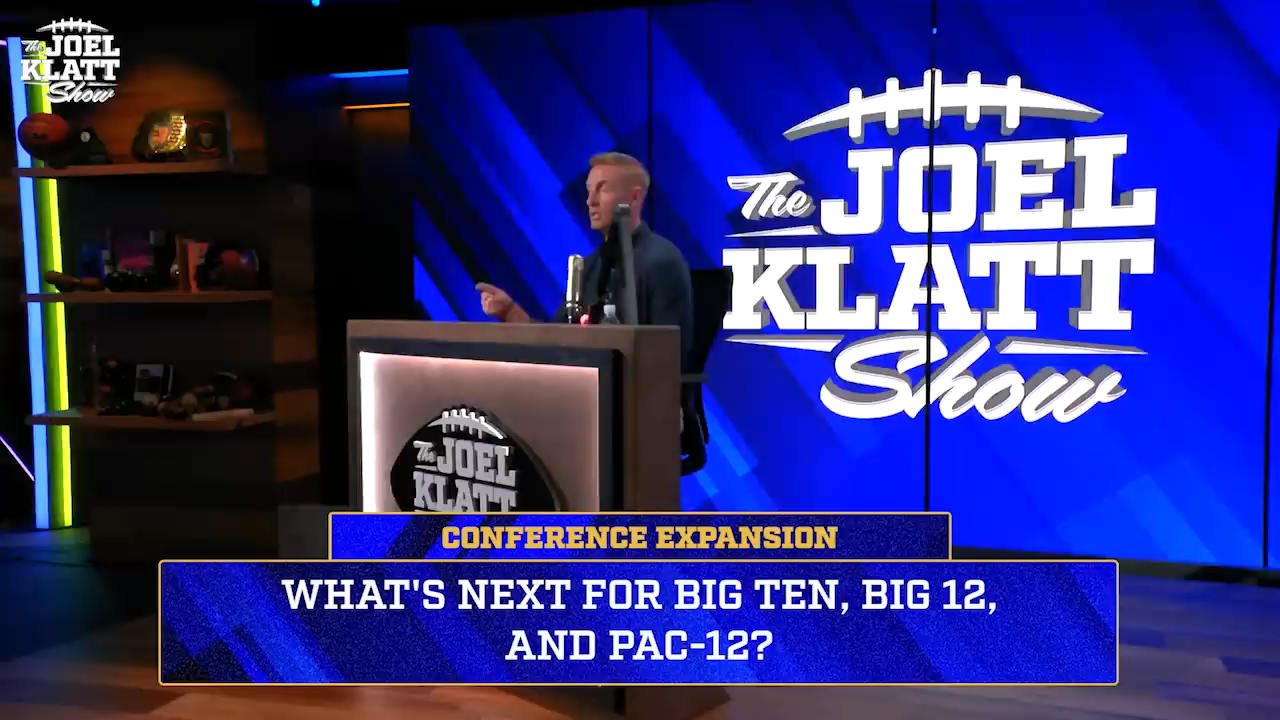 The JOEL
KLATT
Show
The JOEL
KLATT
Show
The JOEL
KLATT
CONFERENCE EXPANSION
WHAT'S NEXT FOR BIG TEN, BIG 12,
AND PAC-12?